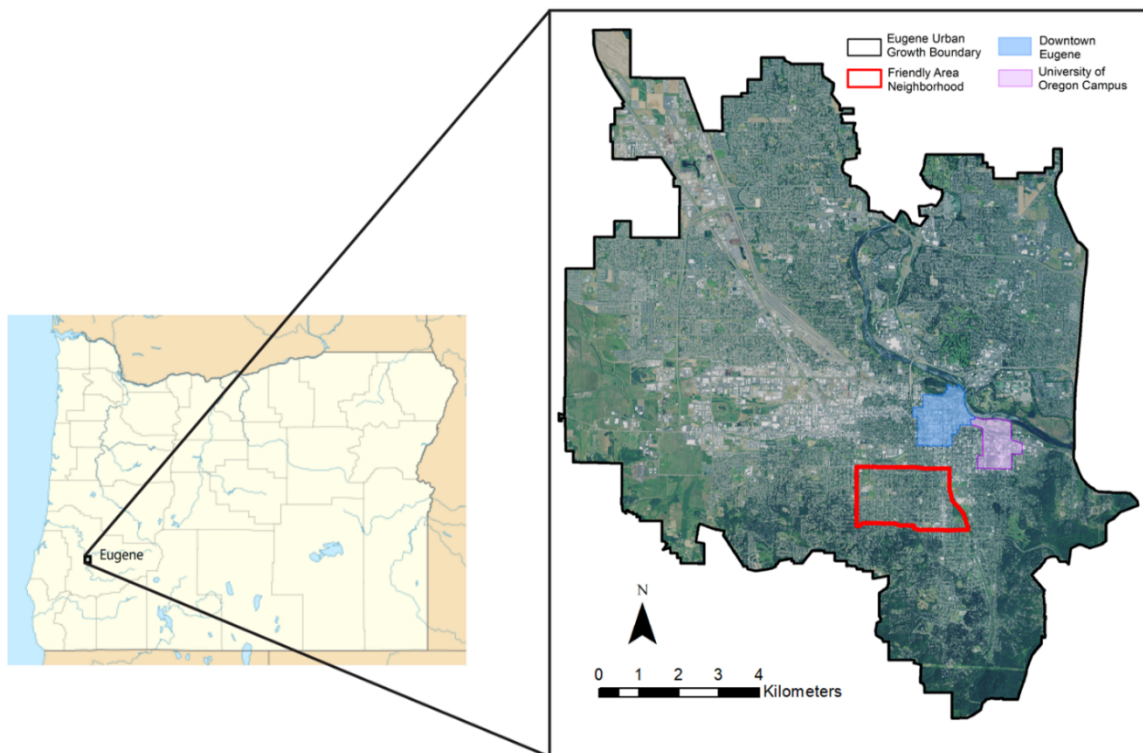 Eugene Urban
Growth Boundary
Downtown
Eugene
Friendly Area
Neighborhood
University of
Oregon Campus
Eugene
N
0 1 2 3 4
Kilometers